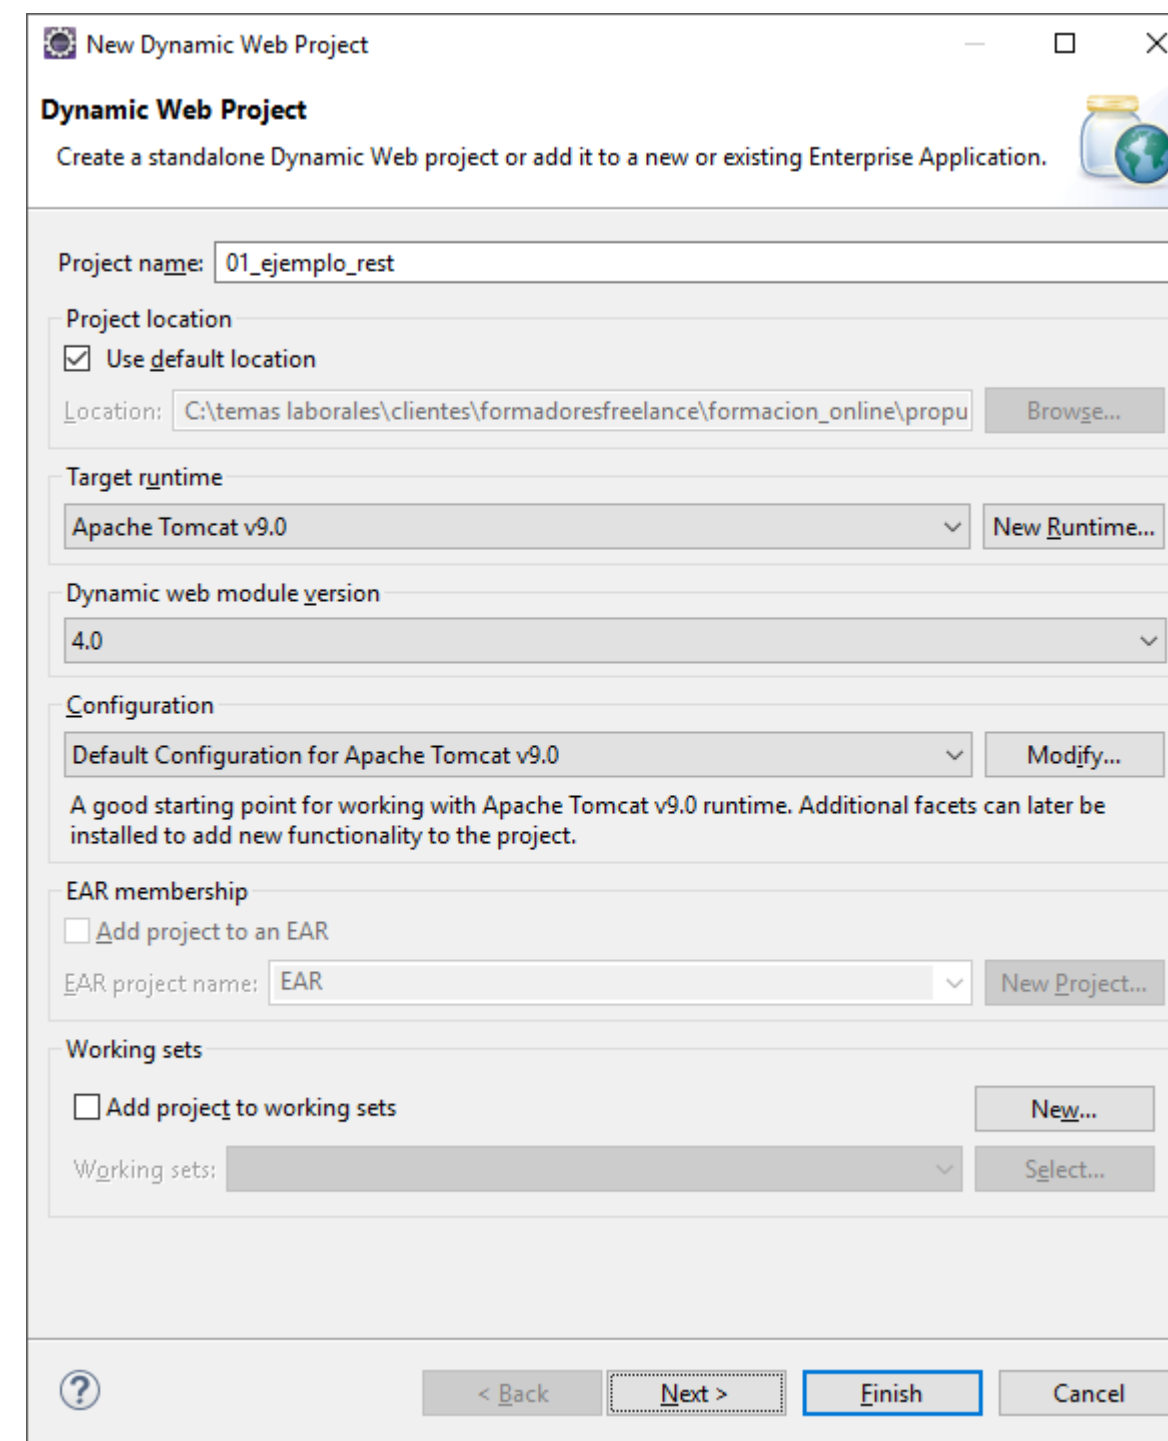 New Dynamic Web Project
Dynamic Web Project
Create a standalone Dynamic Web project or add it to a new or existing Enterprise Application.
Project name: 01_ejemplo_rest
Project location
Use default location
Location: C:\temas laborales\clientes\formadoresfreelance\formacion_online\propu Browse...
Target runtime
Apache Tomcat v9.0 New Runtime...
Dynamic web module version
4.0
Configuration
Default Configuration for Apache Tomcat v9.0 Modify...
A good starting point for working with Apache Tomcat v9.0 runtime. Additional facets can later be
installed to add new functionality to the project.
EAR membership
Add project to an EAR
EAR project name: EAR New Project...
Working sets
Add project to working sets New...
Working sets: Select...
? < Back Next > Finish Cancel